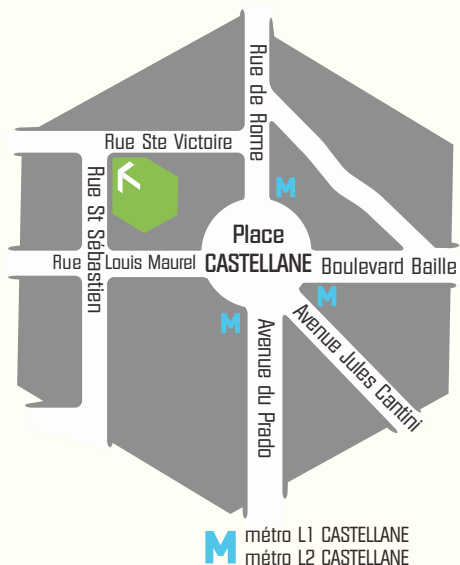 Rue de Rome
Rue Ste Victoire
Rue St Sébastien
M
Place
CASTELLANE
Rue Louis Maurel
Boulevard Baille
M
M
Avenue Jules Cantini
Avenue du Prado
M métro L1 CASTELLANE
métro L2 CASTELLANE